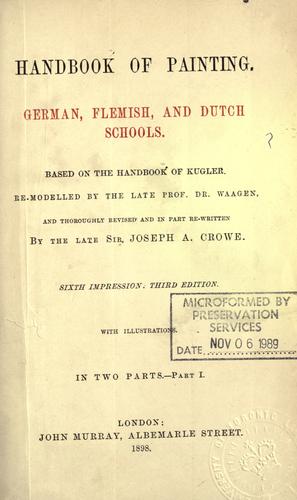 HANDBOOK OF PAINTING.
GERMAN, FLEMISH, AND DUTCH
SCHOOLS.
BASED ON THE HANDBOOK OF KUGLER.
RE-MODELLED BY THE LATE PROF. DR. WAAGEN,
AND THOROUGHLY REVISED AND IN PART RE-WRITTEN
BY THE LATE SIR JOSEPH A. CROWE.
SIXTH IMPRESSION: THIRD EDITION.
WITH ILLUSTRATIONS.
MICROFORMED BY
PRESERVATION
SERVICES
DATE NOV 06 1989
IN TWO PARTS.—PART I.
LONDON:
JOHN MURRAY, ALBEMARLE STREET.
1898.